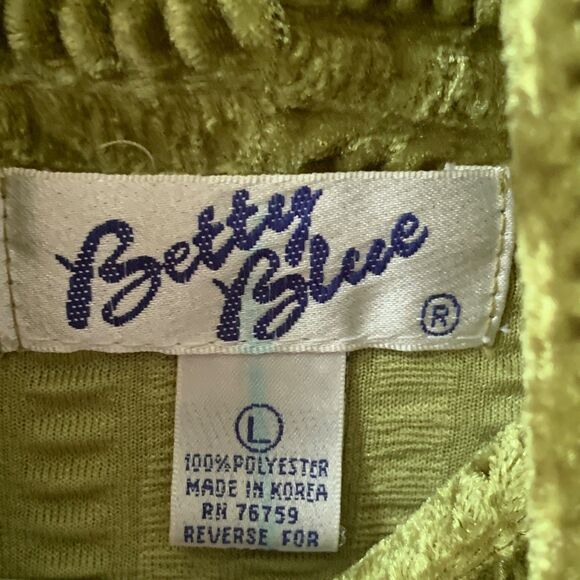 Betty
Blue
®
L
100% POLYESTER
MADE IN KOREA
RN 76759
REVERSE FOR